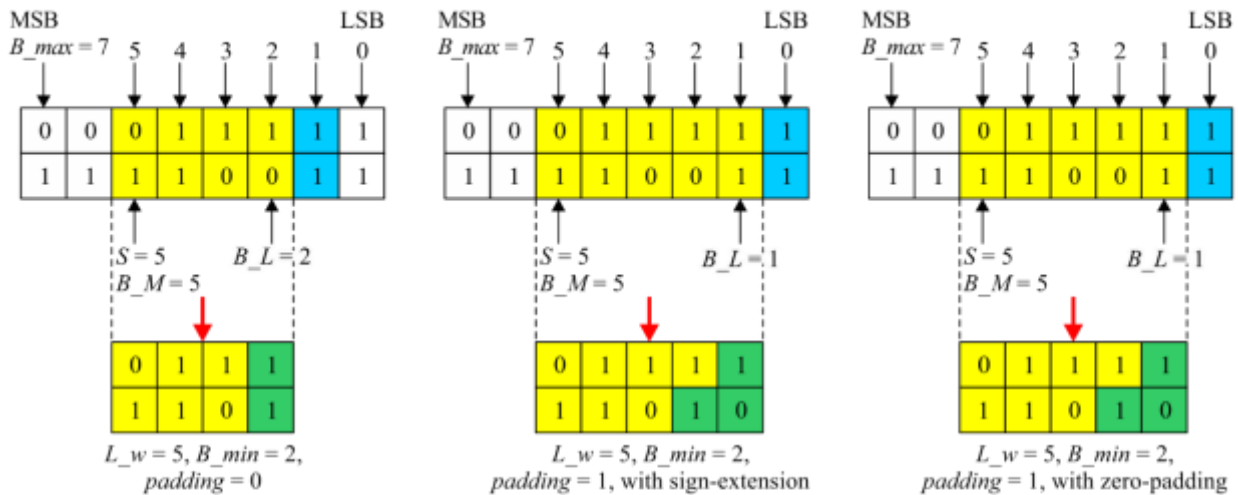 MSB LSB
B_max = 7 5 4 3 2 1 0
0 0 0 1 1 1 1 1
1 1 1 1 0 0 1 1
S = 5 B_L = 2
B_M = 5
0 1 1 1
1 1 0 1
L_w = 5, B_min = 2,
padding = 0
MSB LSB
B_max = 7 5 4 3 2 1 0
0 0 0 1 1 1 1 1
1 1 1 1 0 0 1 1
S = 5 B_L = 1
B_M = 5
0 1 1 1 1
1 1 0 1 0
L_w = 5, B_min = 2,
padding = 1, with sign-extension
MSB LSB
B_max = 7 5 4 3 2 1 0
0 0 0 1 1 1 1 1
1 1 1 1 0 0 1 1
S = 5 B_L = 1
B_M = 5
0 1 1 1 1
1 1 0 1 0
L_w = 5, B_min = 2,
padding = 1, with zero-padding